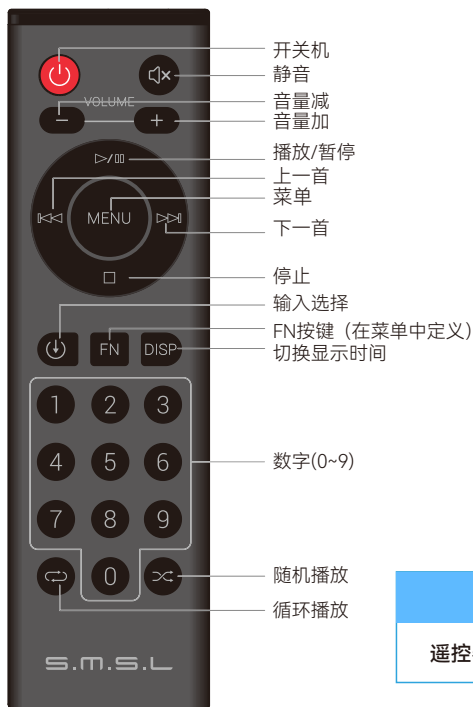 开关机
静音
音量减
VOLUME
音量加
播放/暂停
上一首
菜单
MENU
下一首
停止
输入选择
FN按键（在菜单中定义）
FN DISP
切换显示时间
1 2 3
4 5 6
数字(0~9)
7 8 9
0
随机播放
循环播放
S.M.S.L
遥控